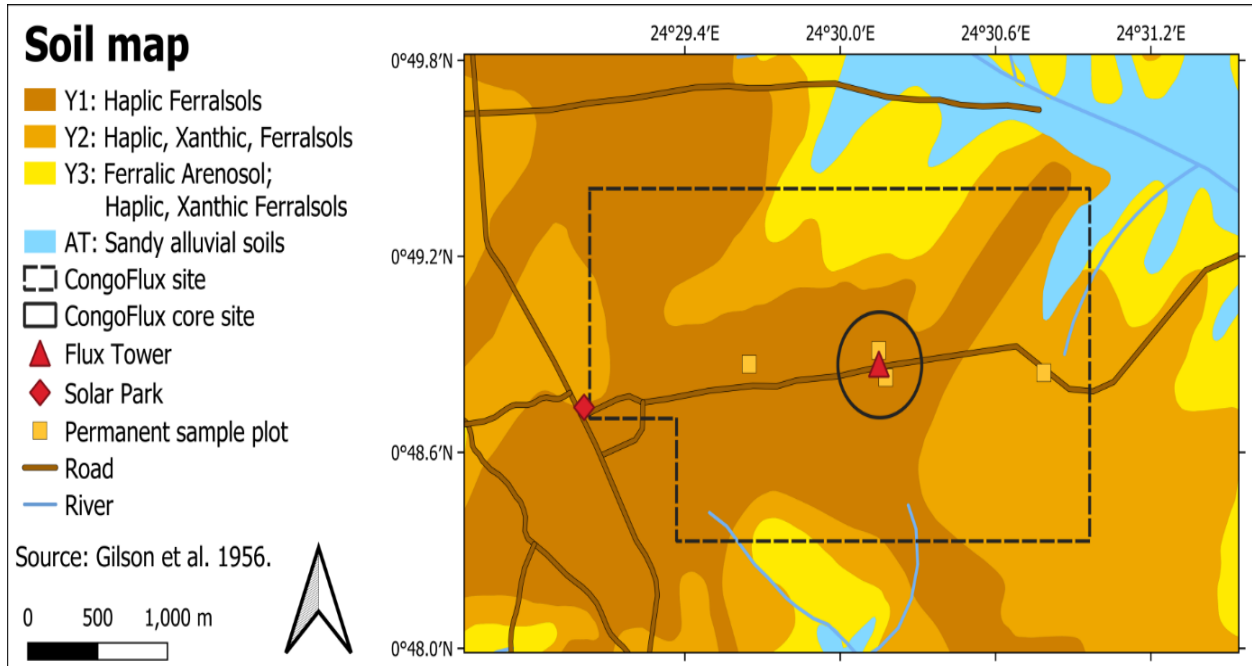 Soil map
Y1: Haplic Ferralsols
Y2: Haplic, Xanthic, Ferralsols
Y3: Ferralic Arenosol;
Haplic, Xanthic Ferralsols
AT: Sandy alluvial soils
CongoFlux site
CongoFlux core site
Flux Tower
Solar Park
Permanent sample plot
Road
River
Source: Gilson et al. 1956.
0 500 1,000 m
24°29.4'E 24°30.0'E 24°30.6'E 24°31.2'E
0°49.8'N
0°49.2'N
0°48.6'N
0°48.0'N